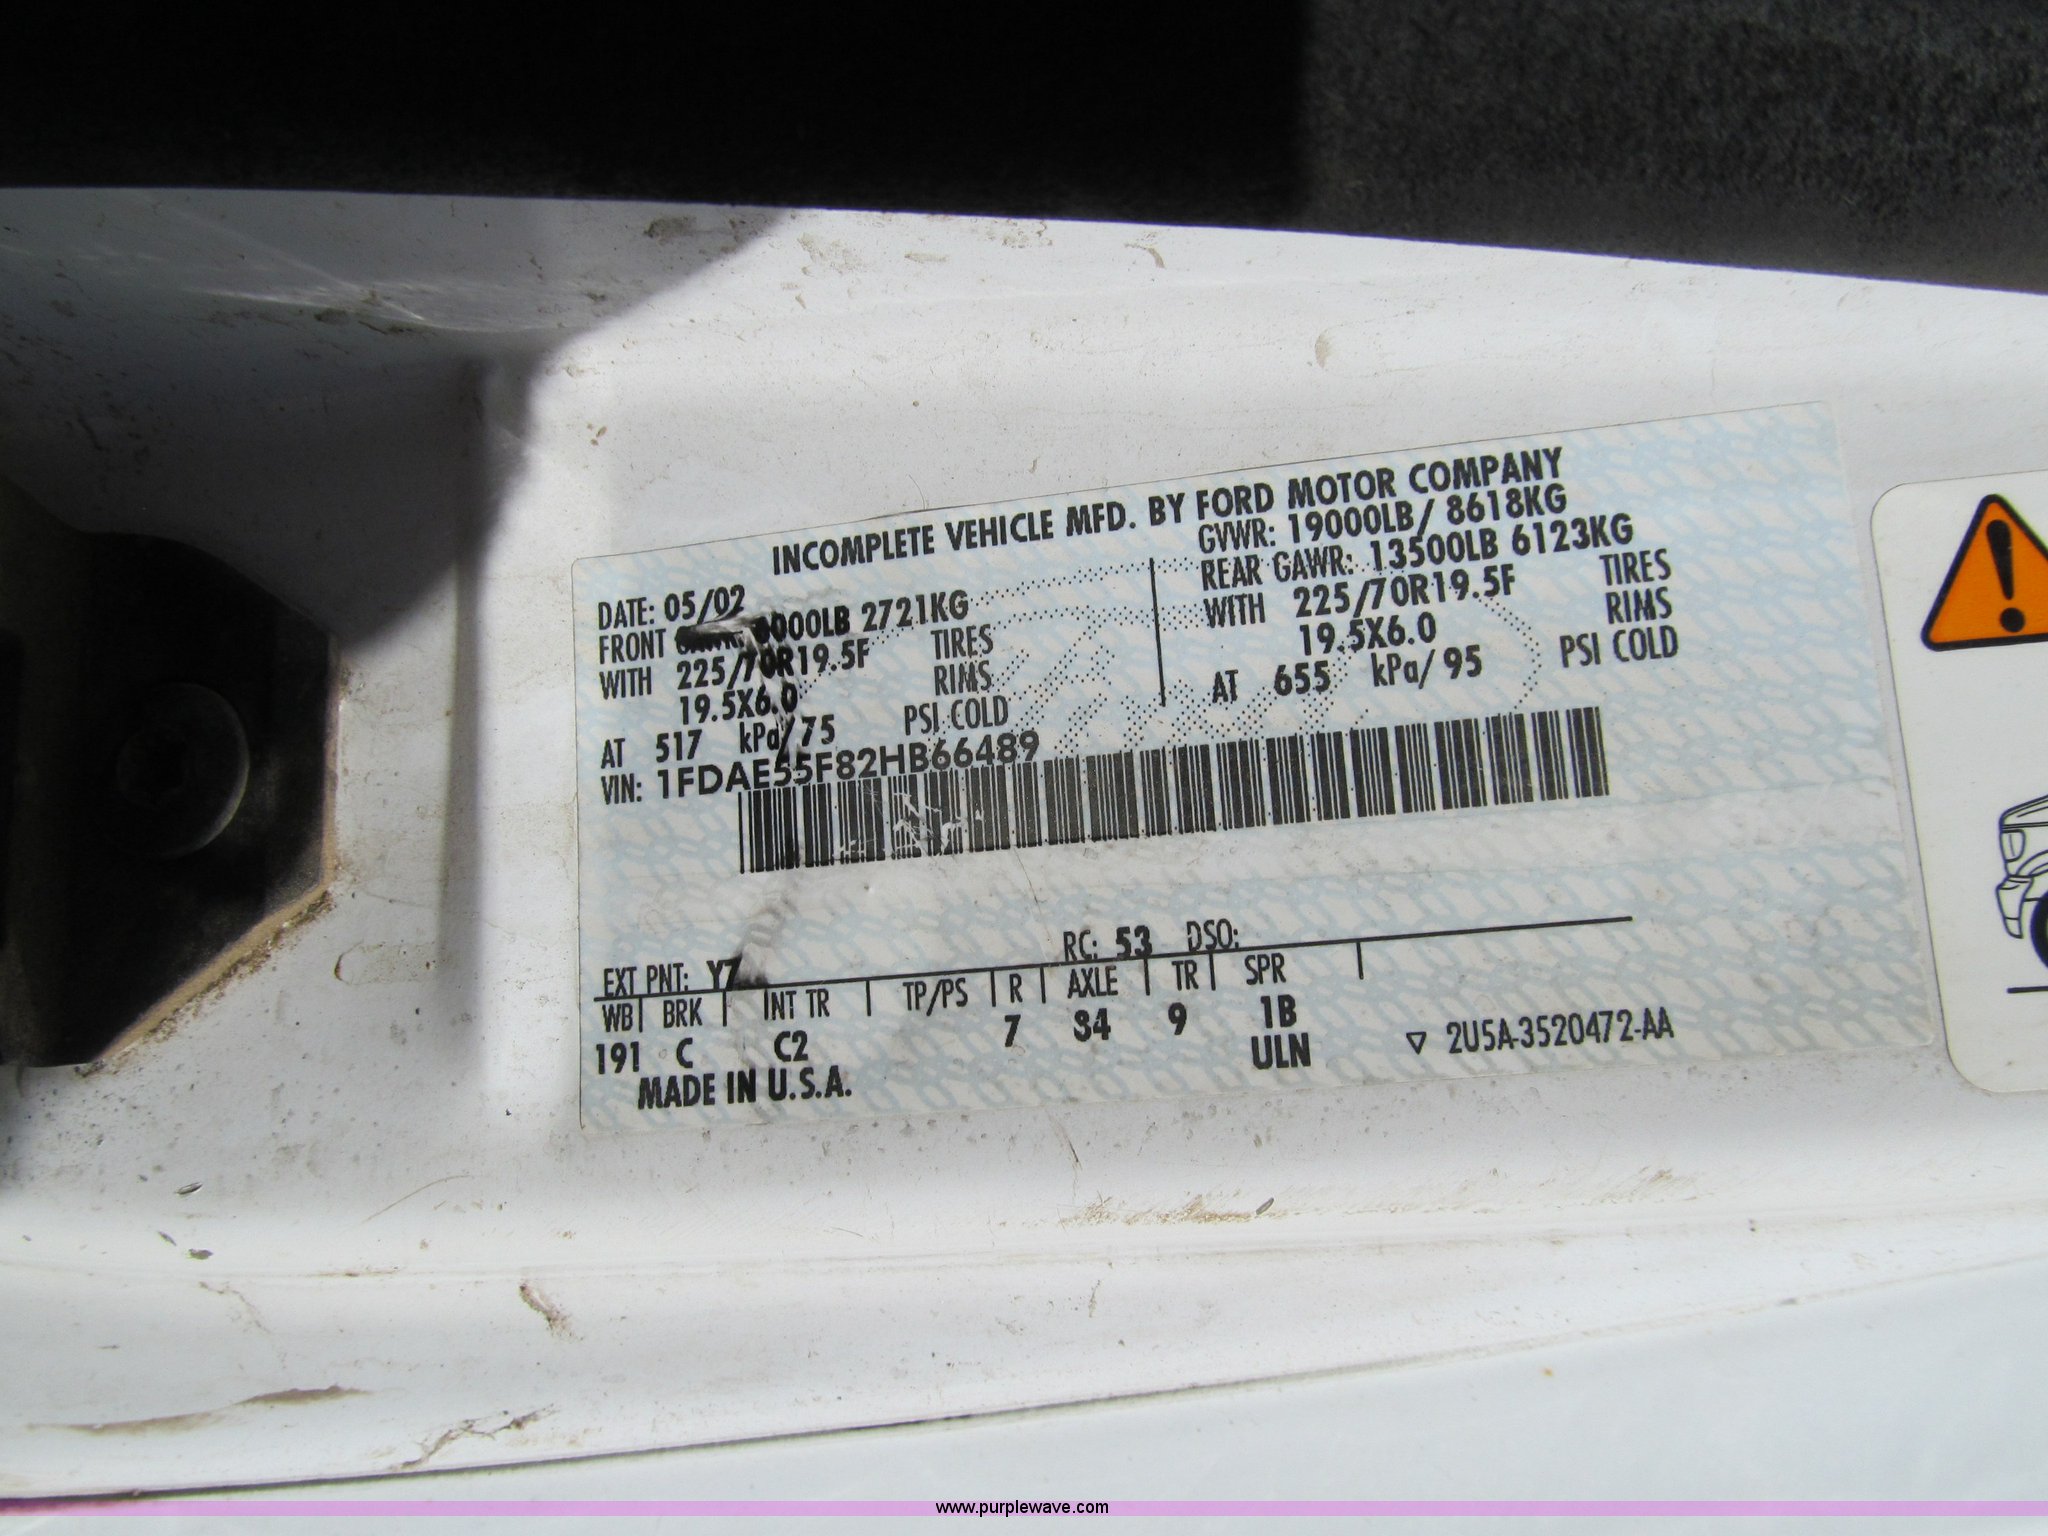 INCOMPLETE VEHICLE MFD. BY FORD MOTOR COMPANY
DATE: 05/02 GVWR: 19000LB/ 8618KG
FRONT 6000LB 2721KG REAR GAWR: 13500LB 6123KG
WITH 225/70R19.5F TIRES WITH 225/70R19.5F TIRES
19.5X6.0 RIMS 19.5X6.0 RIMS
AT 517 kPa/ 75 PSI COLD AT 655 kPa/ 95 PSI COLD
VIN: 1FDAE55F82HB66489
EXT PNT: RC: 53 DSO:
WB BRK INT TR TP/PS R AXLE TR SPR
191 C C2 7 S4 9 1B
ULN
MADE IN U.S.A. 2U5A-3520472-AA
www.purplewave.com